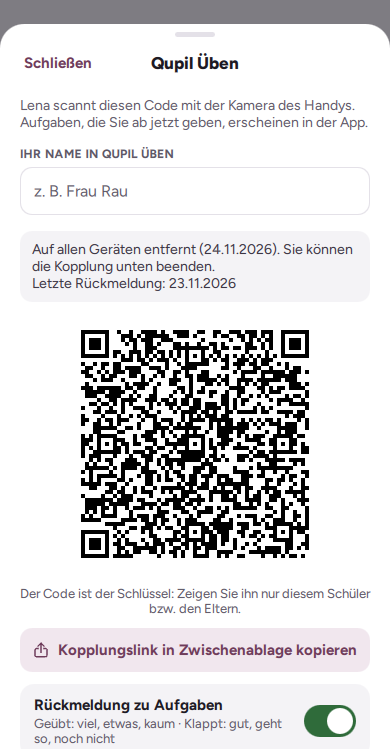 Schließen
Qupil Üben
Lena scannt diesen Code mit der Kamera des Handys.
Aufgaben, die Sie ab jetzt geben, erscheinen in der App.
IHR NAME IN QUPIL ÜBEN
z. B. Frau Rau
Auf allen Geräten entfernt (24.11.2026). Sie können
die Kopplung unten beenden.
Letzte Rückmeldung: 23.11.2026
Der Code ist der Schlüssel: Zeigen Sie ihn nur diesem Schüler
bzw. den Eltern.
Kopplungslink in Zwischenablage kopieren
Rückmeldung zu Aufgaben
Geübt: viel, etwas, kaum · Klappt: gut, geht
so, noch nicht